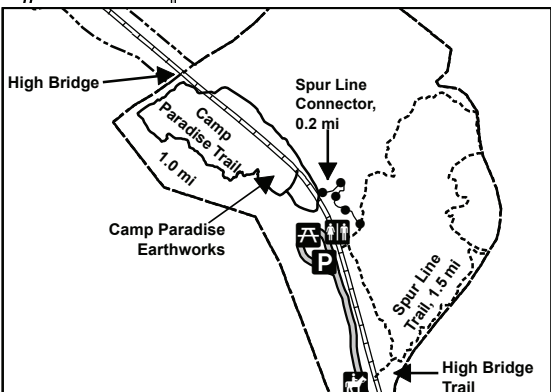 High Bridge
Camp
Paradise Trail
1.0 mi
Spur Line
Connector,
0.2 mi
Camp Paradise
Earthworks
P
Spur Line
Trail, 1.5 mi
High Bridge
Trail